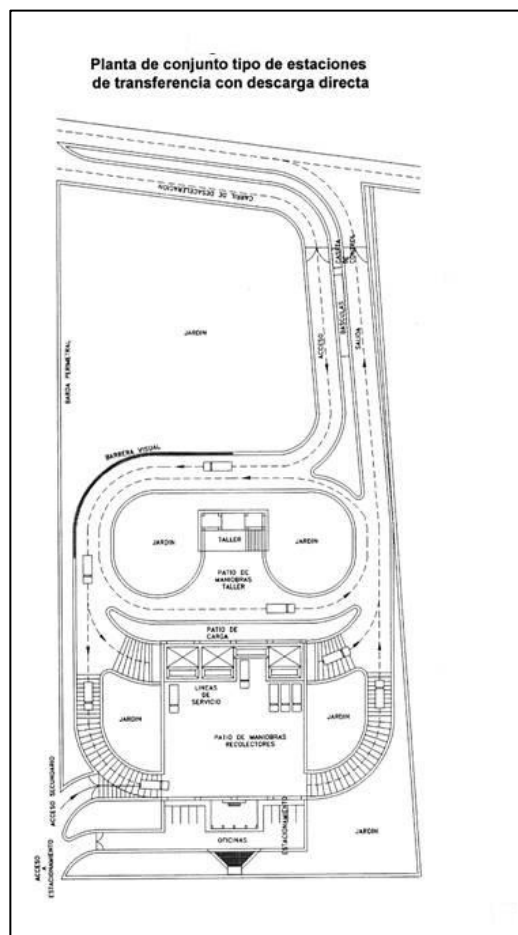 Planta de conjunto tipo de estaciones
de transferencia con descarga directa
CARRIL DE DESACELERACION
CASETA
DE
CONTROL
BASCULAS
ACCESO
SALIDA
JARDIN
BARDA PERIMETRAL
BARRERA VISUAL
JARDIN
TALLER
JARDIN
PATIO DE
MANIOBRAS
TALLER
PATIO DE
CARGA
LINEAS
DE
SERVICIO
JARDIN
JARDIN
PATIO DE MANIOBRAS
RECOLECTORES
ACCESO SECUNDARIO
ESTACIONAMIENTO
OFICINAS
JARDIN
ACCESO
A
ESTACIONAMIENTO